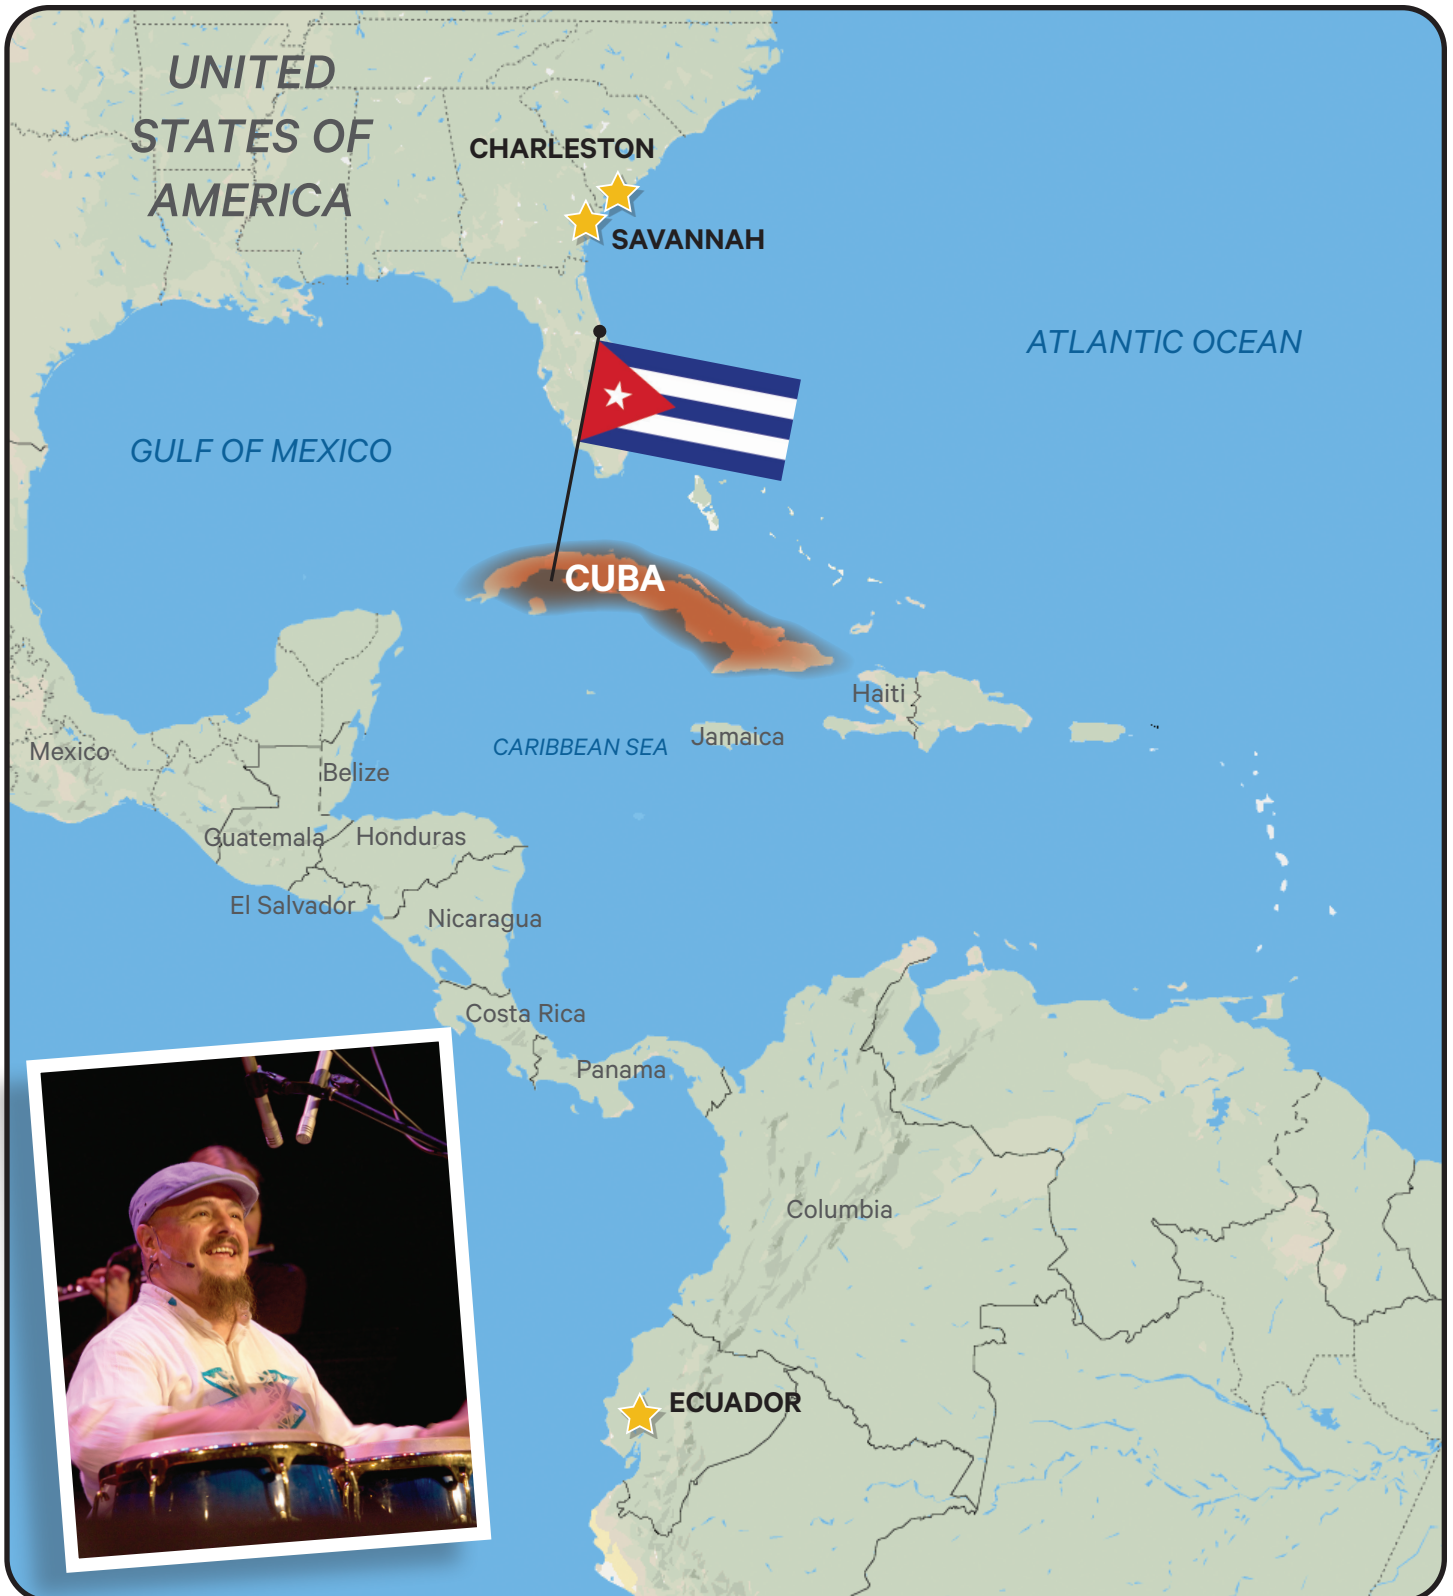 UNITED
STATES OF
AMERICA
CHARLESTON
SAVANNAH
ATLANTIC OCEAN
GULF OF MEXICO
CUBA
Haiti
Jamaica
CARIBBEAN SEA
Mexico
Belize
Guatemala
Honduras
El Salvador
Nicaragua
Costa Rica
Panama
Columbia
ECUADOR